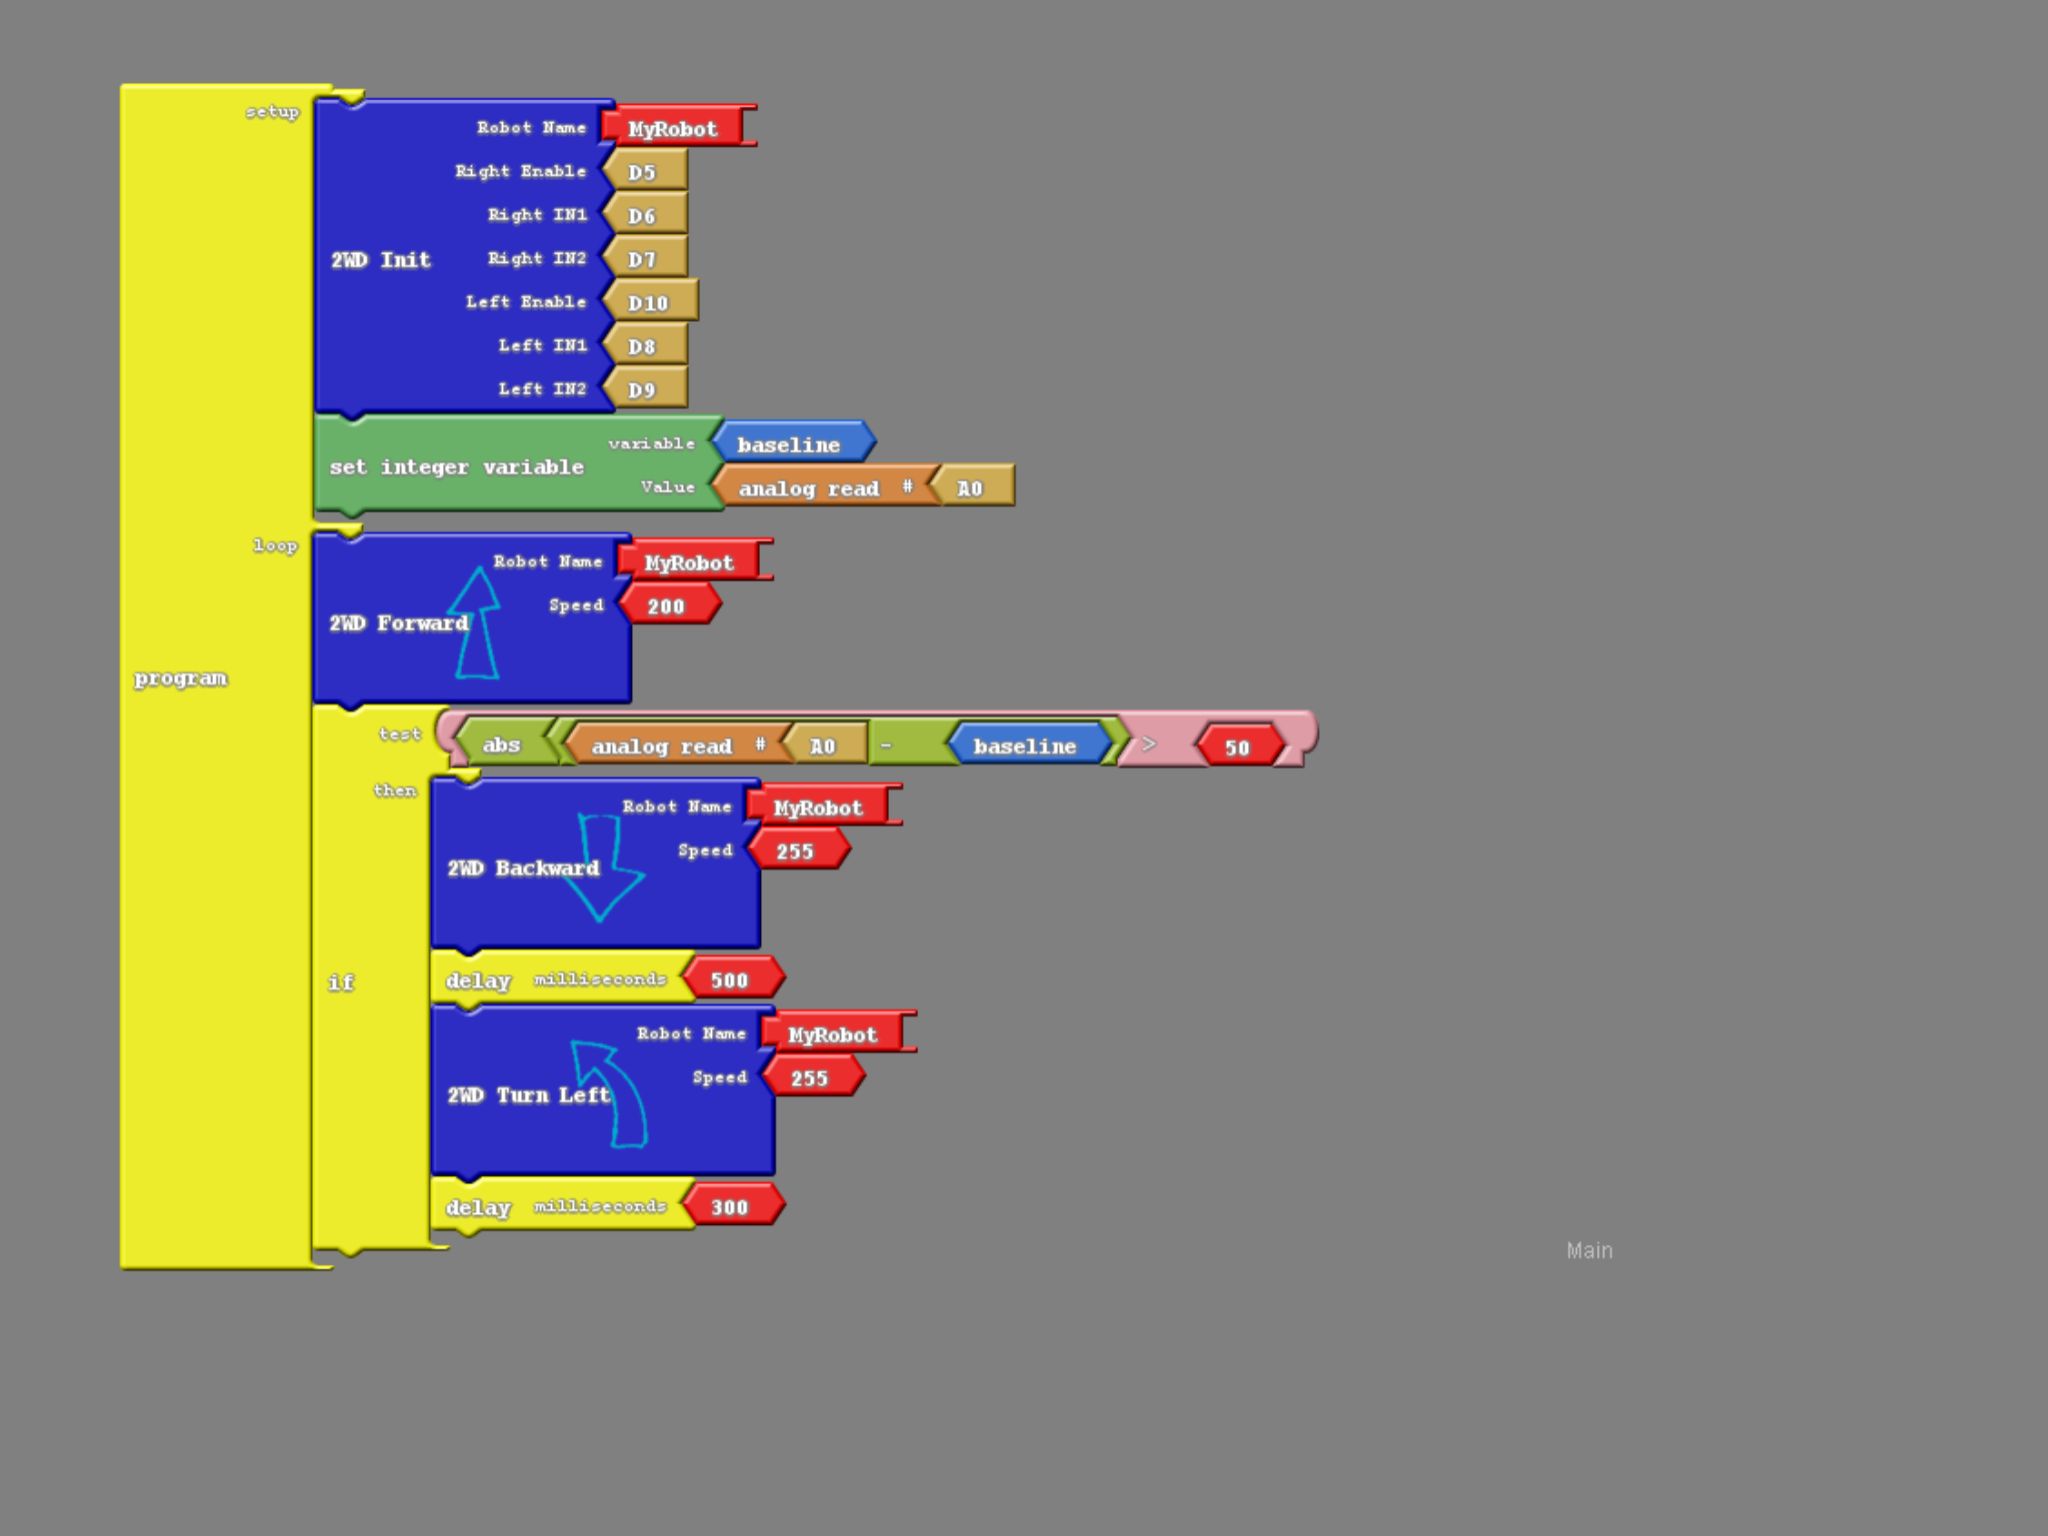 setup
Robot Name MyRobot
Right Enable D5
Right IN1 D6
2WD Init Right IN2 D7
Left Enable D10
Left IN1 D8
Left IN2 D9
set integer variable variable baseline
Value analog read # A0
loop
Robot Name MyRobot
Speed 200
2WD Forward
program
test abs analog read # A0 - baseline > 50
then
Robot Name MyRobot
Speed 255
2WD Backward
if
delay milliseconds 500
Robot Name MyRobot
Speed 255
2WD Turn Left
delay milliseconds 300
Main